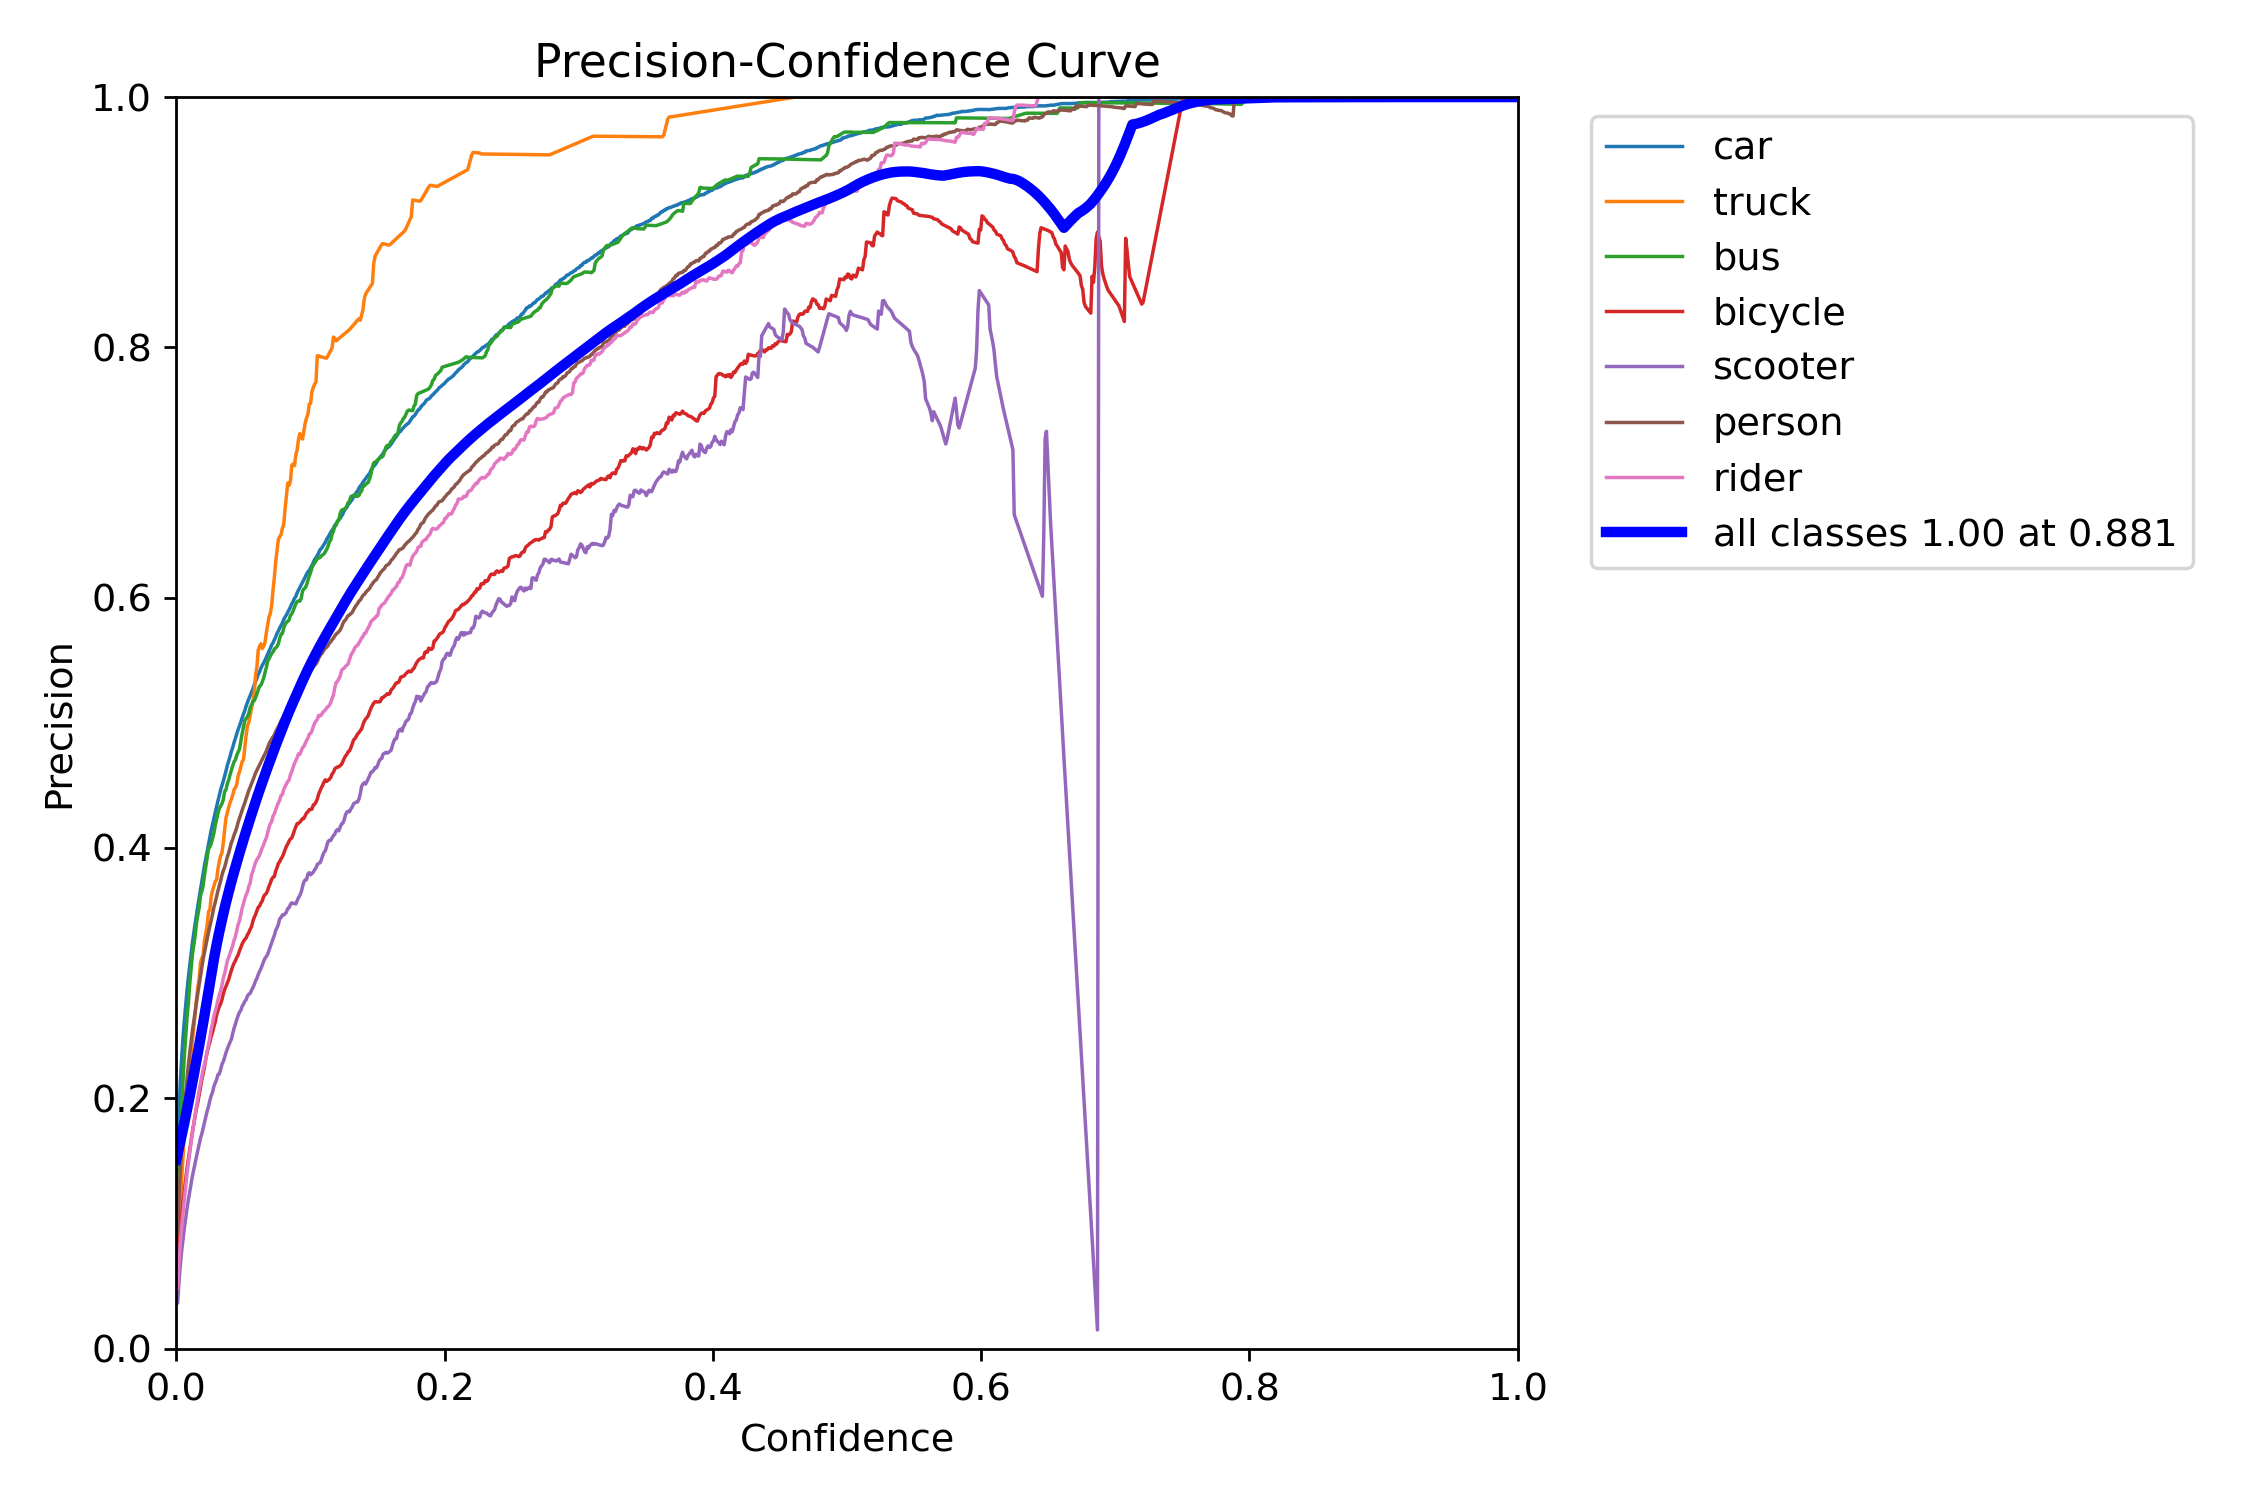 Precision-Confidence Curve
1.0
0.8
0.6
0.4
0.2
0.0
Precision
0.0 0.2 0.4 0.6 0.8 1.0
Confidence
car
truck
bus
bicycle
scooter
person
rider
all classes 1.00 at 0.881